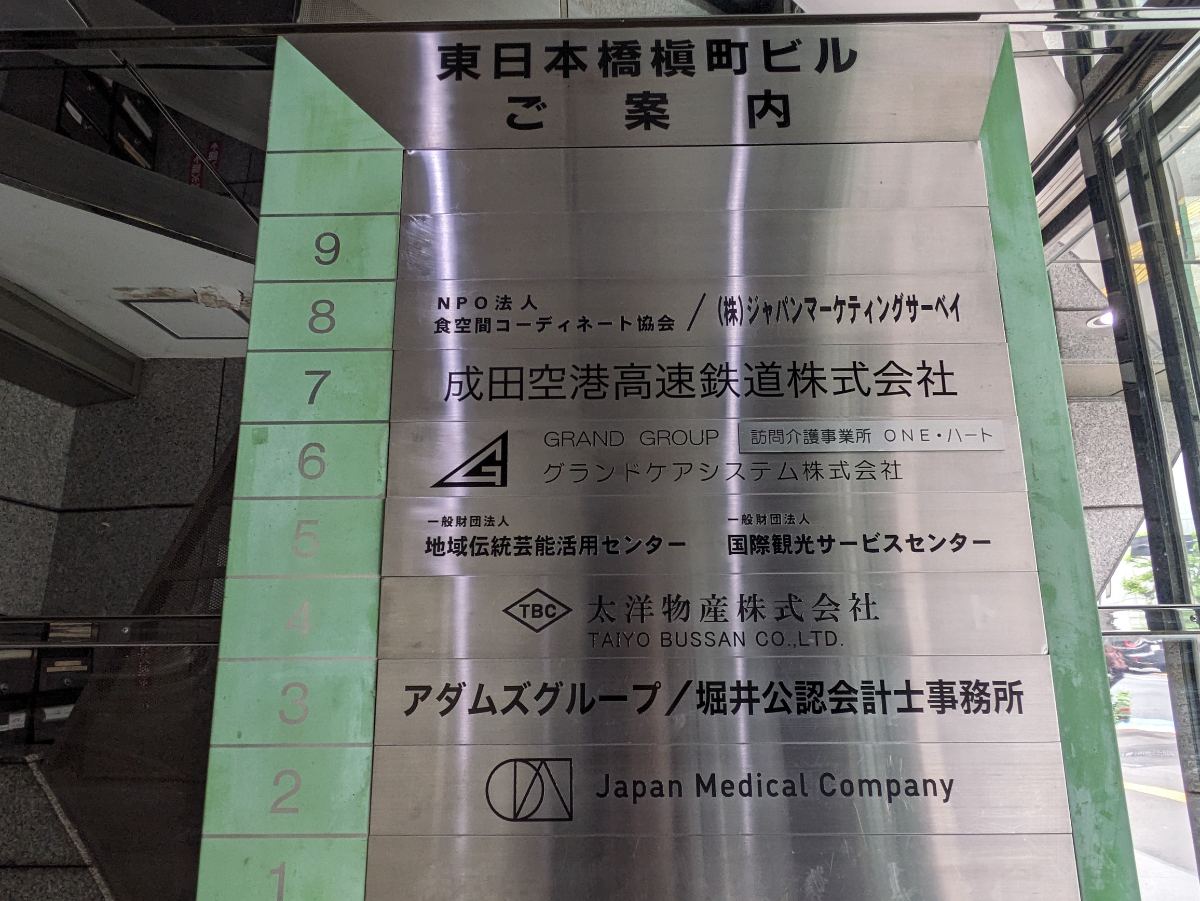 東日本橋槇町ビル
ご案内
9
8 NPO法人
食空間コーディネート協会 / (株)ジャパンマーケティングサーベイ
7 成田空港高速鉄道株式会社
6 GRAND GROUP 訪問介護事業所 ONE・ハート
グランドケアシステム株式会社
5 一般財団法人 一般財団法人
地域伝統芸能活用センター 国際観光サービスセンター
4 TBC 太洋物産株式会社
TAIYO BUSSAN CO.,LTD.
3 アダムズグループ/堀井公認会計士事務所
2 Japan Medical Company
1